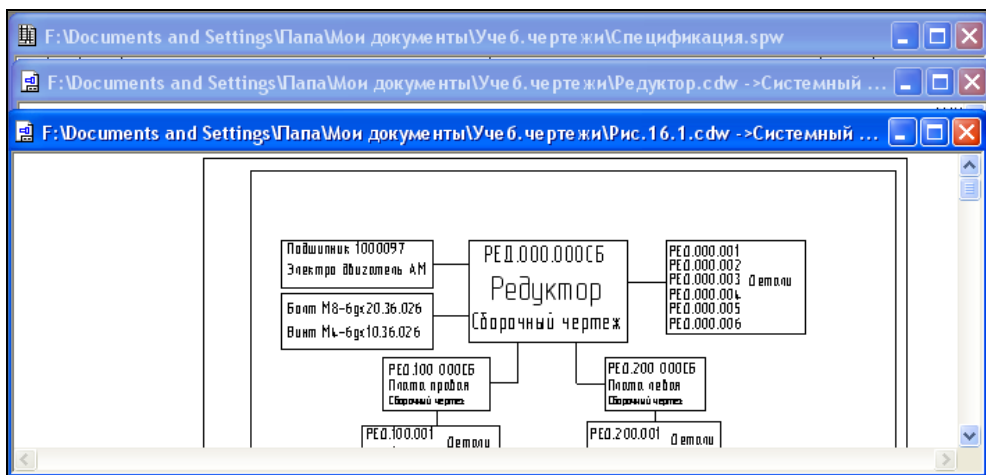 F:\Documents and Settings\Папа\Мои документы\Учеб.чертежи\Спецификация.spw
F:\Documents and Settings\Папа\Мои документы\Учеб.чертежи\Редуктор.cdw ->Системный ...
F:\Documents and Settings\Папа\Мои документы\Учеб.чертежи\Рис.16.1.cdw ->Системный ...
Подшипник 1000097
Электро двигатель АМ
Болт М8-6gx20.36.026
Винт М4-6gx10.36.026
РЕД.000.000СБ
Редуктор
Сборочный чертеж
РЕД.000.001
РЕД.000.002
РЕД.000.003 Детали
РЕД.000.004
РЕД.000.005
РЕД.000.006
РЕД.100 000СБ
Плата правая
Сборочный чертеж
РЕД.200 000СБ
Плата левая
Сборочный чертеж
РЕД.100.001 Детали
РЕД.200.001 Детали